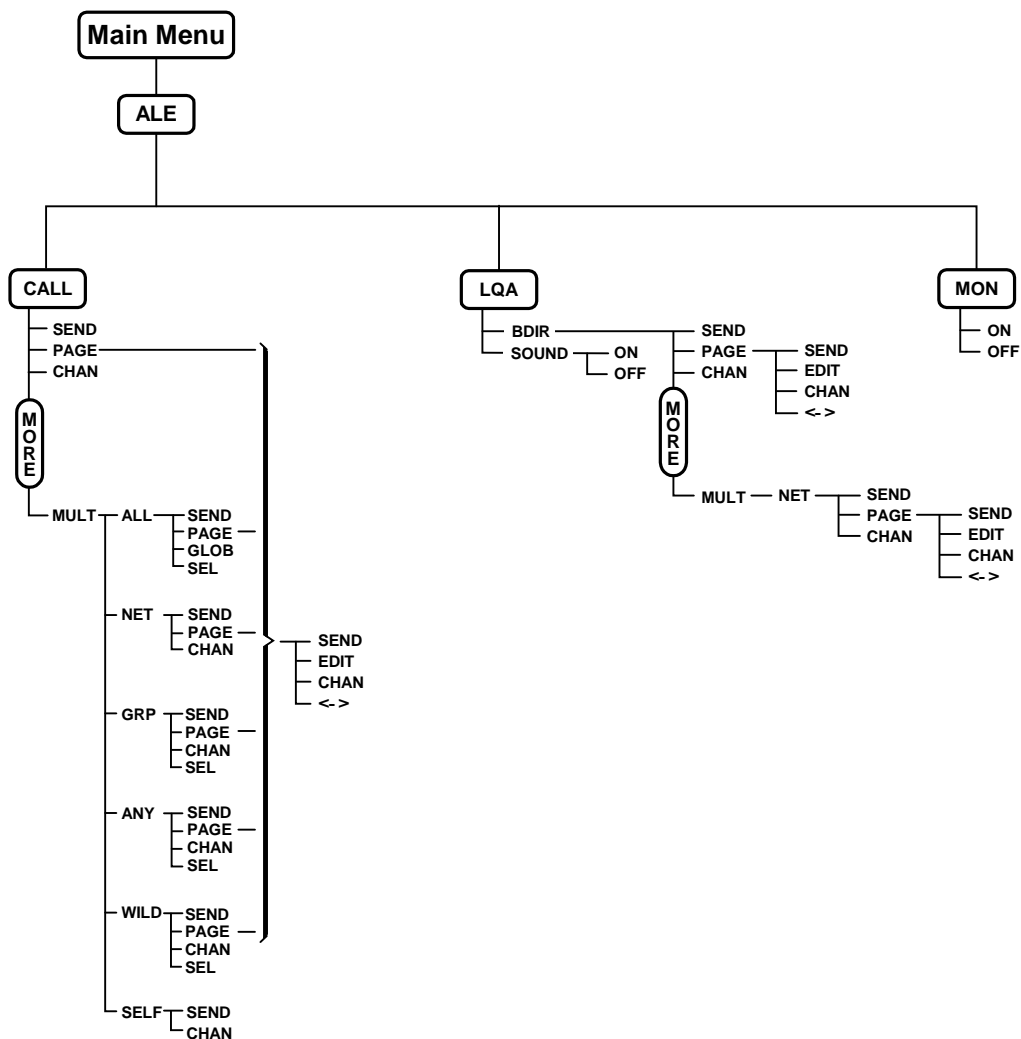 Main Menu
ALE
CALL
SEND
PAGE
CHAN
MORE
MULT
ALL
SEND
PAGE
GLOB
SEL
NET
SEND
PAGE
CHAN
GRP
SEND
PAGE
CHAN
SEL
ANY
SEND
PAGE
CHAN
SEL
WILD
SEND
PAGE
CHAN
SEL
SELF
SEND
CHAN
SEND
EDIT
CHAN
<->
LQA
BDIR
SOUND
ON
OFF
SEND
PAGE
CHAN
SEND
EDIT
CHAN
<->
MORE
MULT
NET
SEND
PAGE
CHAN
SEND
EDIT
CHAN
<->
MON
ON
OFF